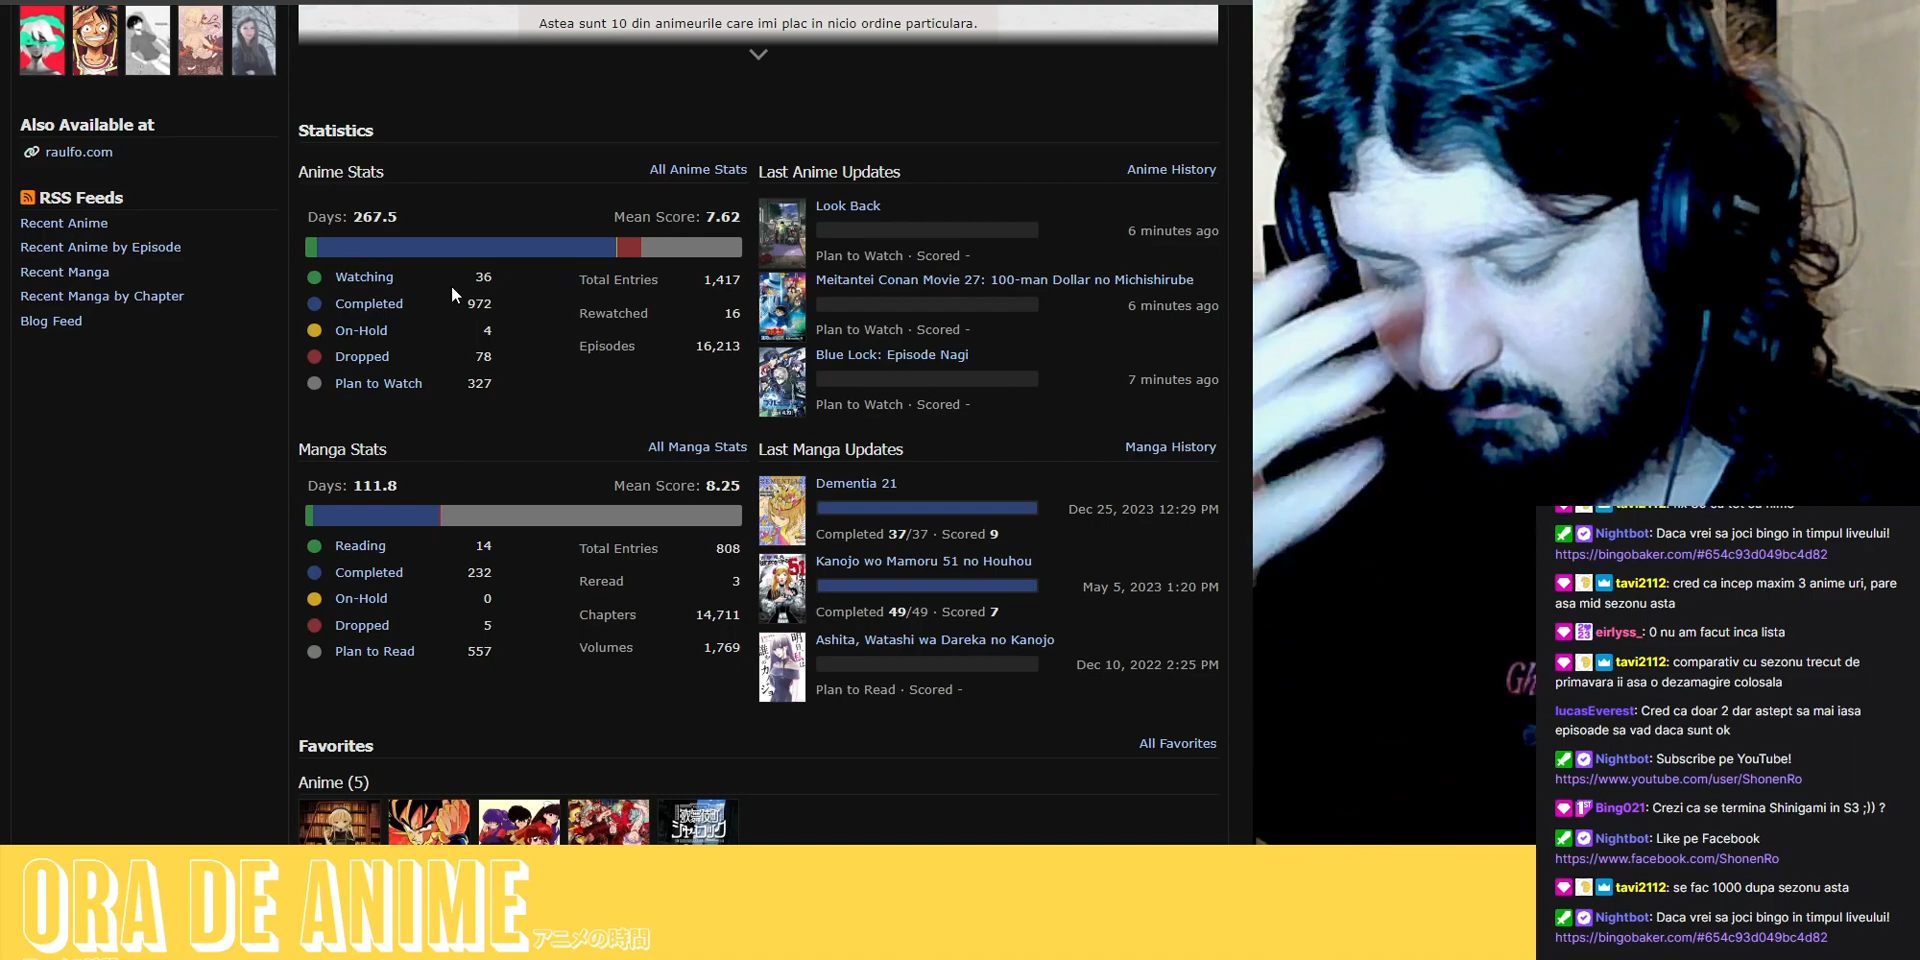 Astea sunt 10 din animeurile care imi plac in nicio ordine particulara.
Also Available at
raulfo.com
RSS Feeds
Recent Anime
Recent Anime by Episode
Recent Manga
Recent Manga by Chapter
Blog Feed
Statistics
Anime Stats
All Anime Stats
Days: 267.5
Mean Score: 7.62
Watching 36
Completed 972
On-Hold 4
Dropped 78
Plan to Watch 327
Total Entries 1,417
Rewatched 16
Episodes 16,213
Last Anime Updates
Anime History
Look Back
6 minutes ago
Plan to Watch · Scored -
Meitantei Conan Movie 27: 100-man Dollar no Michishirube
6 minutes ago
Plan to Watch · Scored -
Blue Lock: Episode Nagi
7 minutes ago
Plan to Watch · Scored -
Manga Stats
All Manga Stats
Days: 111.8
Mean Score: 8.25
Reading 14
Completed 232
On-Hold 0
Dropped 5
Plan to Read 557
Total Entries 808
Reread 3
Chapters 14,711
Volumes 1,769
Last Manga Updates
Manga History
Dementia 21
Dec 25, 2023 12:29 PM
Completed 37/37 · Scored 9
Kanojo wo Mamoru 51 no Houhou
May 5, 2023 1:20 PM
Completed 49/49 · Scored 7
Ashita, Watashi wa Dareka no Kanojo
Dec 10, 2022 2:25 PM
Plan to Read · Scored -
Favorites
All Favorites
Anime (5)
ORA DE ANIME
アニメの時間
Gh
Nightbot: Daca vrei sa joci bingo in timpul liveului!
https://bingobaker.com/#654c93d049bc4d82
tavi2112: cred ca incep maxim 3 anime uri, pare
asa mid sezonu asta
eirlyss_: 0 nu am facut inca lista
tavi2112: comparativ cu sezonu trecut de
primavara ii asa o dezamagire colosala
lucasEverest: Cred ca doar 2 dar astept sa mai iasa
episoade sa vad daca sunt ok
Nightbot: Subscribe pe YouTube!
https://www.youtube.com/user/ShonenRo
Bing021: Crezi ca se termina Shinigami in S3 ;)) ?
Nightbot: Like pe Facebook
https://www.facebook.com/ShonenRo
tavi2112: se fac 1000 dupa sezonu asta
Nightbot: Daca vrei sa joci bingo in timpul liveului!
https://bingobaker.com/#654c93d049bc4d82